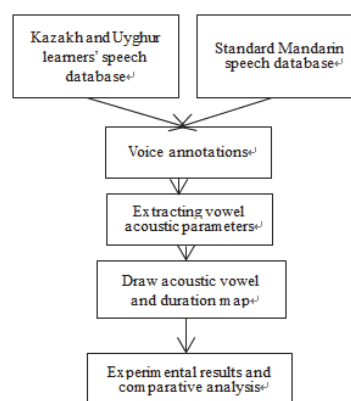 Kazakh and Uyghur
learners' speech
database↵
Standard Mandarin
speech database↵
Voice annotations↵
Extracting vowel
acoustic parameters↵
Draw acoustic vowel
and duration map↵
Experimental results and
comparative analysis↵